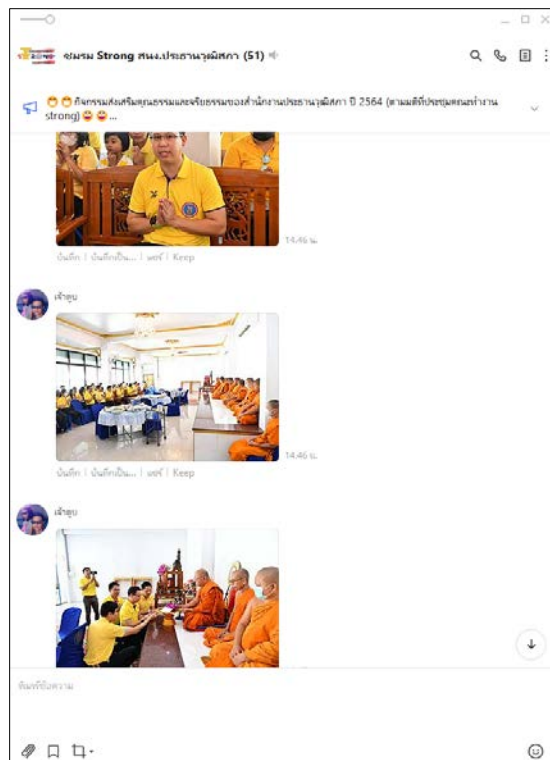 ชมรม Strong สนง.ประธานวุฒิสภา (51)
กิจกรรมส่งเสริมคุณธรรมและจริยธรรมของสำนักงานประธานวุฒิสภา ปี 2564 (ตามมติที่ประชุมคณะทำงาน
strong) ...
14.46 น.
บันทึก | บันทึกเป็น... | แชร์ | Keep
เจ้าตูบ
14.46 น.
บันทึก | บันทึกเป็น... | แชร์ | Keep
เจ้าตูบ
พิมพ์ข้อความ